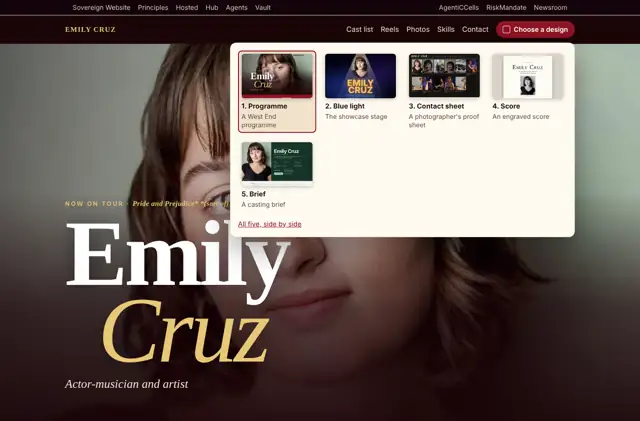 Sovereign Website Principles Hosted Hub Agents Vault
AgentiCCells RiskMandate Newsroom
EMILY CRUZ
Cast list Reels Photos Skills Contact
Choose a design
Emily
Cruz
1. Programme
A West End
programme
EMILY
CRUZ
2. Blue light
The showcase stage
3. Contact sheet
A photographer's proof
sheet
EMILY CRUZ
4. Score
An engraved score
Emily Cruz
5. Brief
A casting brief
All five, side by side
NOW ON TOUR · Pride and Prejudice* *(sort of)
Emily
Cruz
Actor-musician and artist